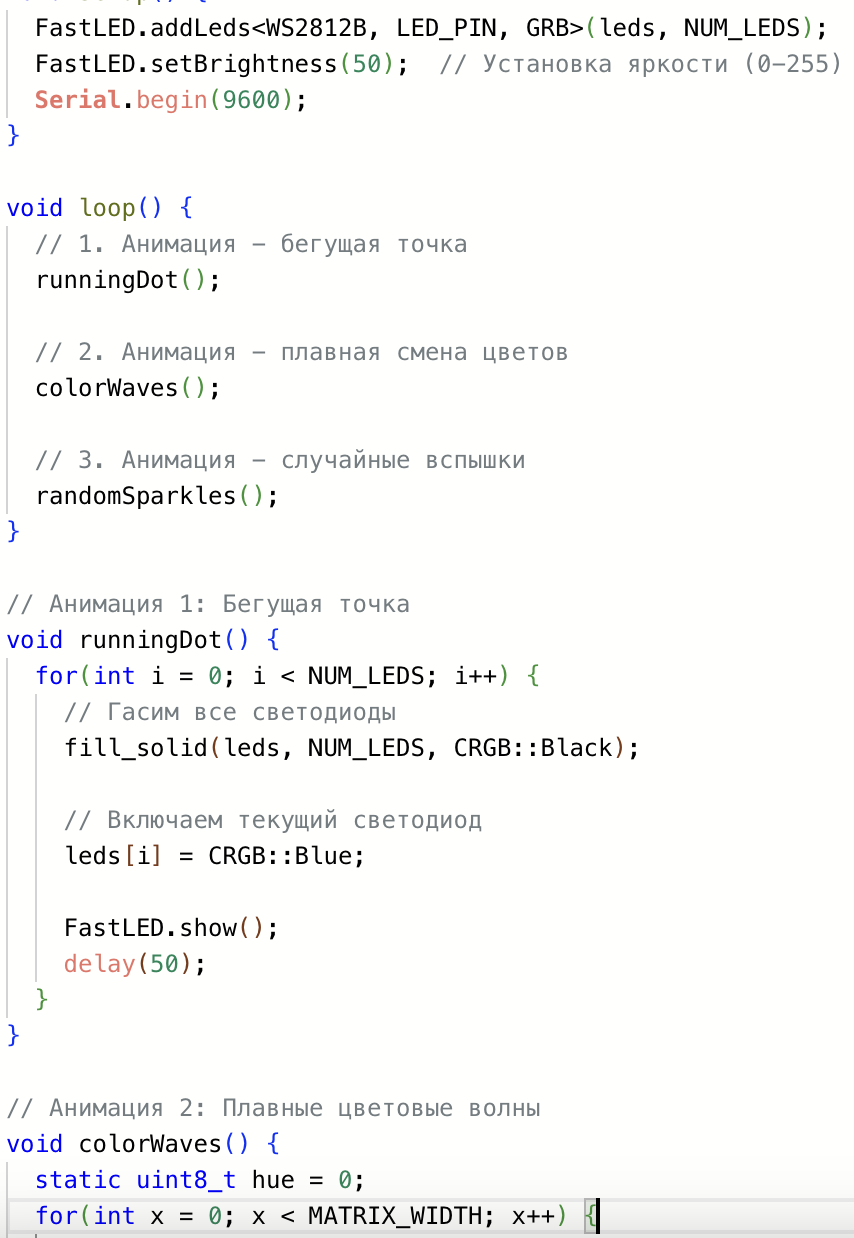 FastLED.addLeds<WS2812B, LED_PIN, GRB>(leds, NUM_LEDS);
FastLED.setBrightness(50);  // Установка яркости (0-255)
Serial.begin(9600);
}
void loop() {
// 1. Анимация - бегущая точка
runningDot();
// 2. Анимация - плавная смена цветов
colorWaves();
// 3. Анимация - случайные вспышки
randomSparkles();
}
// Анимация 1: Бегущая точка
void runningDot() {
for(int i = 0; i < NUM_LEDS; i++) {
// Гасим все светодиоды
fill_solid(leds, NUM_LEDS, CRGB::Black);
// Включаем текущий светодиод
leds[i] = CRGB::Blue;
FastLED.show();
delay(50);
}
}
// Анимация 2: Плавные цветовые волны
void colorWaves() {
static uint8_t hue = 0;
for(int x = 0; x < MATRIX_WIDTH; x++) {